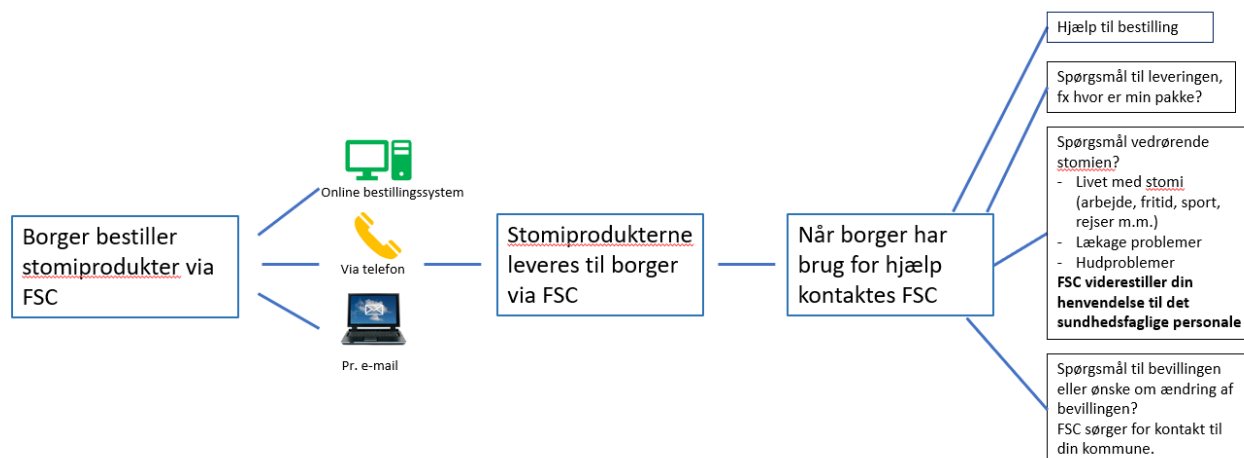 Borger bestiller
stomiprodukter via
FSC
Online bestillingssystem
Via telefon
Pr. e-mail
Stomiprodukterne
leveres til borger
via FSC
Når borger har
brug for hjælp
kontaktes FSC
Hjælp til bestilling
Spørgsmål til leveringen,
fx hvor er min pakke?
Spørgsmål vedrørende
stomien?
- Livet med stomi
(arbejde, fritid, sport,
rejser m.m.)
- Lækage problemer
- Hudproblemer
FSC viderestiller din
henvendelse til det
sundhedsfaglige personale
Spørgsmål til bevillingen
eller ønske om ændring af
bevillingen?
FSC sørger for kontakt til
din kommune.